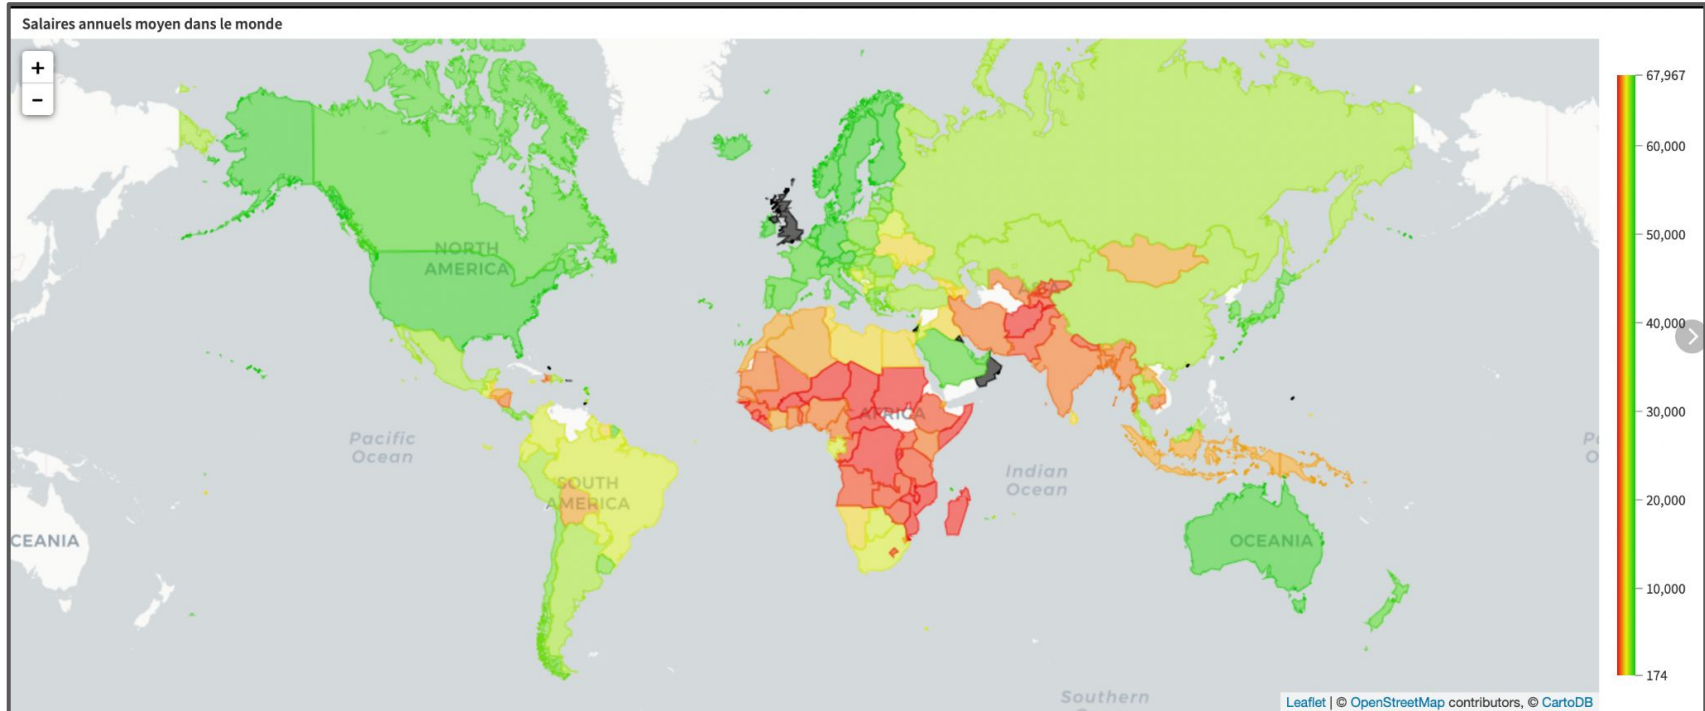 Salaires annuels moyen dans le monde
+
-
67,967
60,000
50,000
40,000
30,000
20,000
10,000
174
NORTH
AMERICA
Pacific
Ocean
SOUTH
AMERICA
AFRICA
Indian
Ocean
OCEANIA
CEANIA
Southern
Leaflet | © OpenStreetMap contributors, © CartoDB